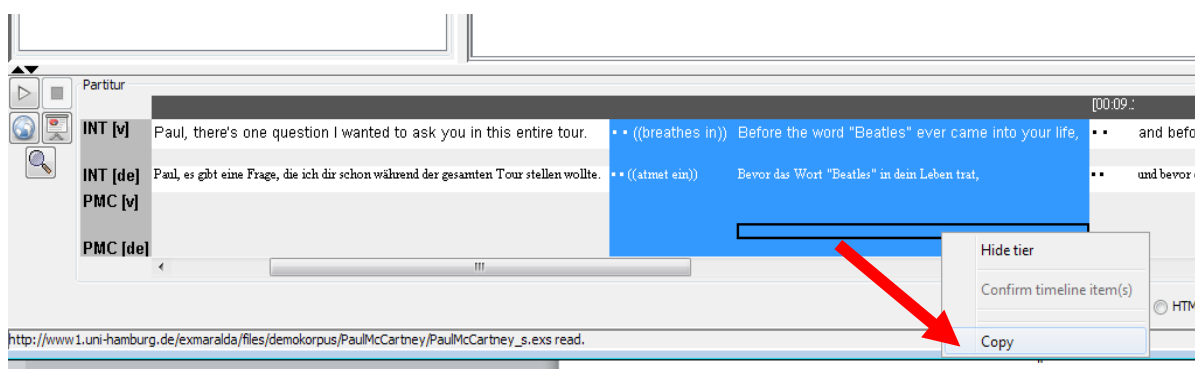 Partitur
[00:09.:
INT [v] Paul, there's one question I wanted to ask you in this entire tour. • • ((breathes in)) Before the word "Beatles" ever came into your life, • • and befo
INT [de] Paul, es gibt eine Frage, die ich dir schon während der gesamten Tour stellen wollte. • • ((atmet ein)) Bevor das Wort "Beatles" in dein Leben trat, • • und bevor
PMC [v]
PMC [de]
Hide tier
Confirm timeline item(s)
HTM
Copy
http://www1.uni-hamburg.de/exmaralda/files/demokorpus/PaulMcCartney/PaulMcCartney_s.exs read.